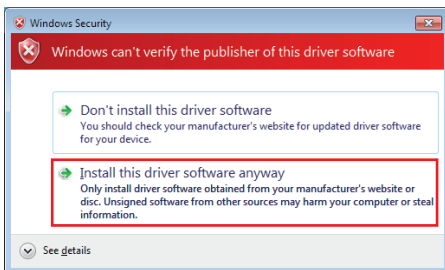 Windows Security
Windows can't verify the publisher of this driver software
Don't install this driver software
You should check your manufacturer's website for updated driver software
for your device.
Install this driver software anyway
Only install driver software obtained from your manufacturer's website or
disc. Unsigned software from other sources may harm your computer or steal
information.
See details